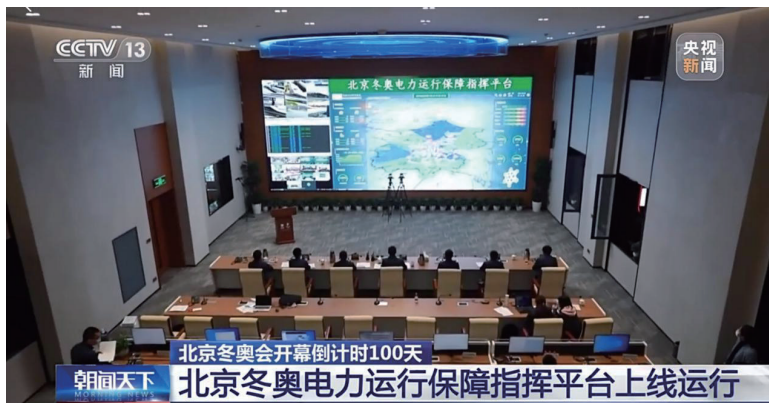 CCTV 13
新闻
央视
新闻
北京冬奥电力运行保障指挥平台
北京冬奥会开幕倒计时100天
朝闻天下
MORNING NEWS
北京冬奥电力运行保障指挥平台上线运行